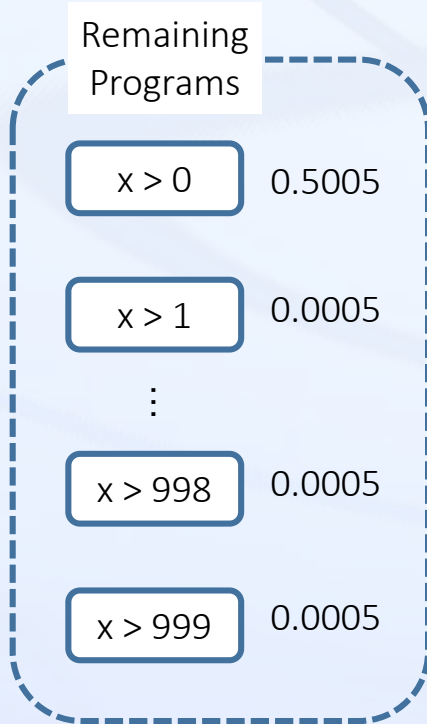 Remaining
Programs
x > 0 0.5005
x > 1 0.0005
⋮
x > 998 0.0005
x > 999 0.0005